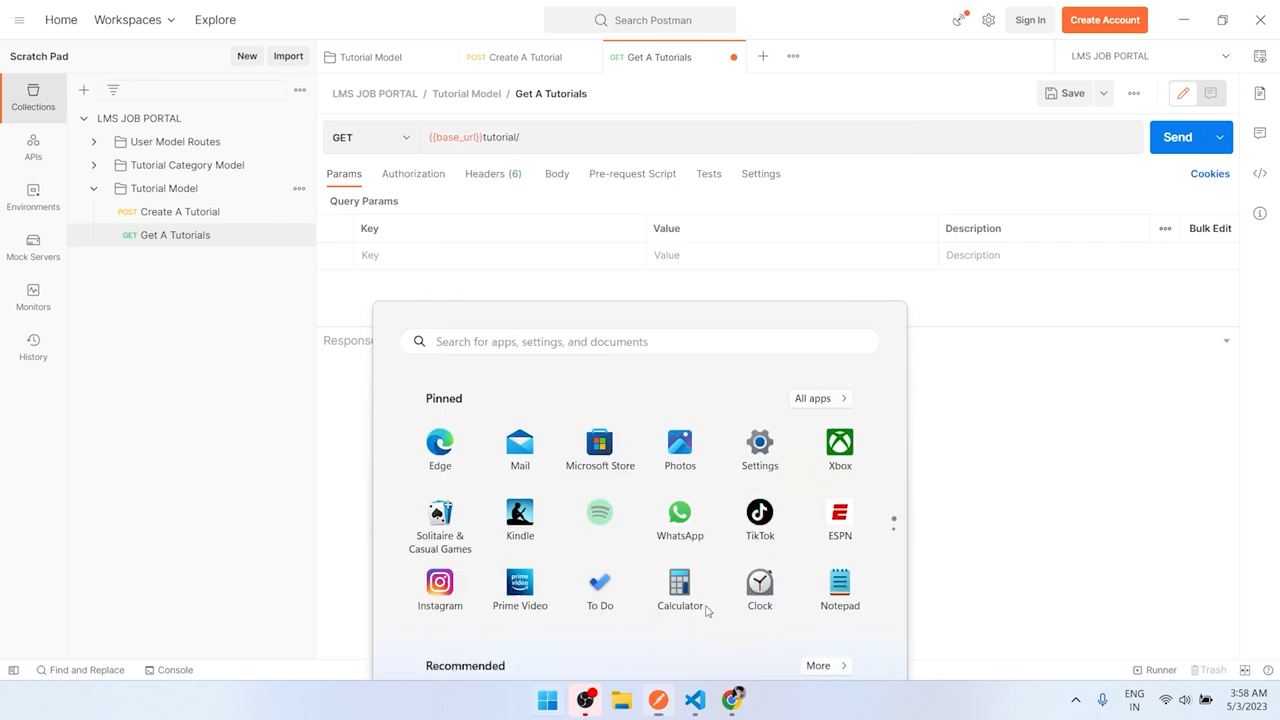 Home
Workspaces
Explore
Search Postman
Sign In
Create Account
Scratch Pad
New
Import
Tutorial Model
POST Create A Tutorial
GET Get A Tutorials
LMS JOB PORTAL
Collections
APIs
Environments
Mock Servers
Monitors
History
LMS JOB PORTAL
User Model Routes
Tutorial Category Model
Tutorial Model
POST Create A Tutorial
GET Get A Tutorials
LMS JOB PORTAL / Tutorial Model / Get A Tutorials
Save
GET
{{base_url}}tutorial/
Send
Params
Authorization
Headers (6)
Body
Pre-request Script
Tests
Settings
Cookies
Query Params
Key
Value
Description
Bulk Edit
Key
Value
Description
Response
Search for apps, settings, and documents
Pinned
All apps
Edge
Mail
Microsoft Store
Photos
Settings
Xbox
Solitaire &
Casual Games
Kindle
WhatsApp
TikTok
ESPN
Instagram
prime video
Prime Video
To Do
Calculator
Clock
Notepad
Recommended
More
Find and Replace
Console
Runner
Trash
ENG
IN
3:58 AM
5/3/2023